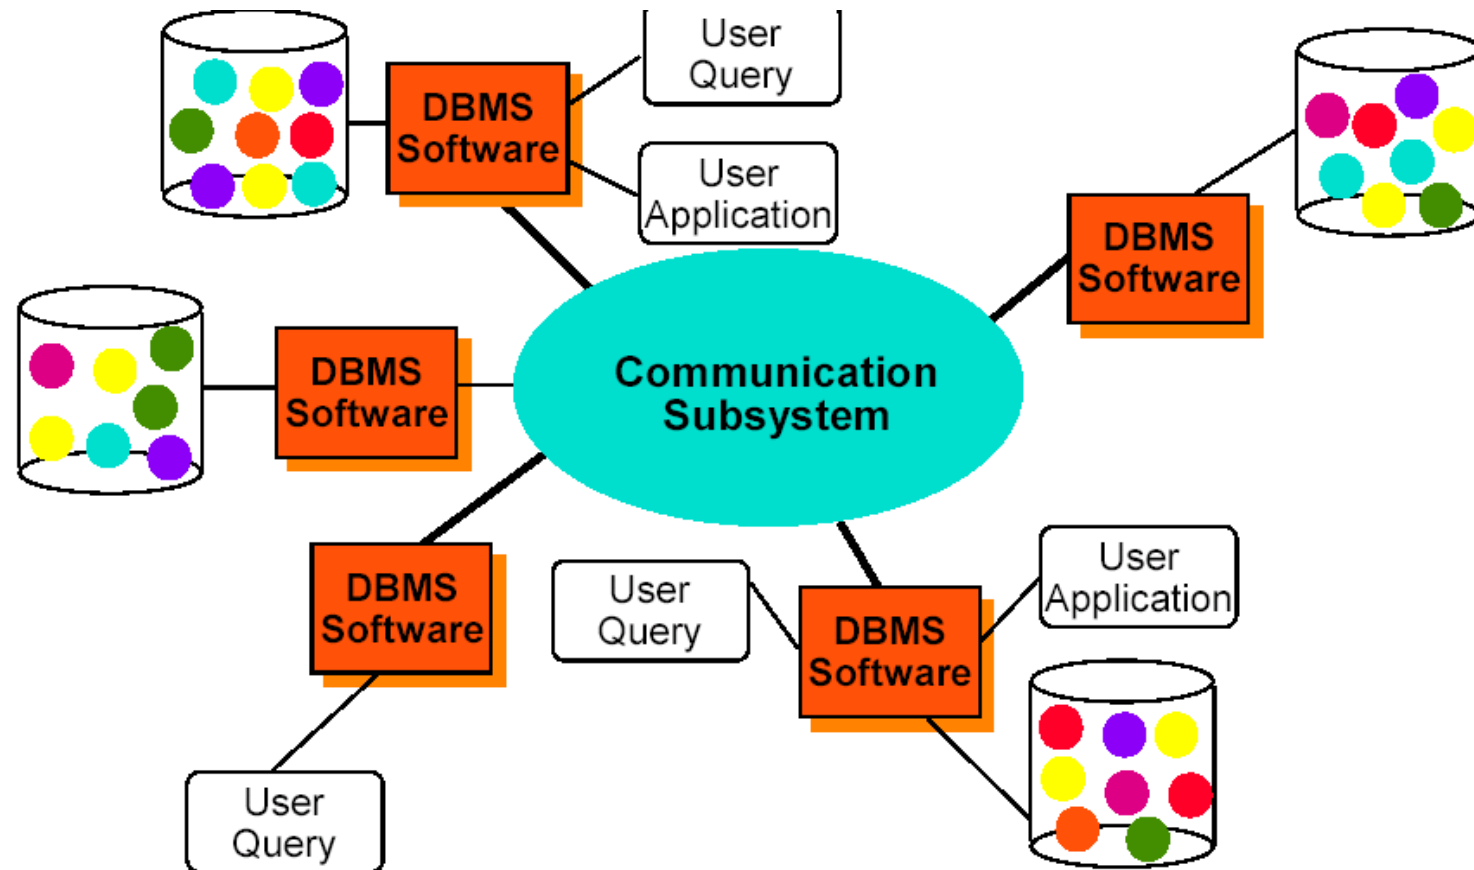 User
Query
DBMS
Software
User
Application
DBMS
Software
DBMS
Software
Communication
Subsystem
DBMS
Software
User
Query
DBMS
Software
User
Application
User
Query